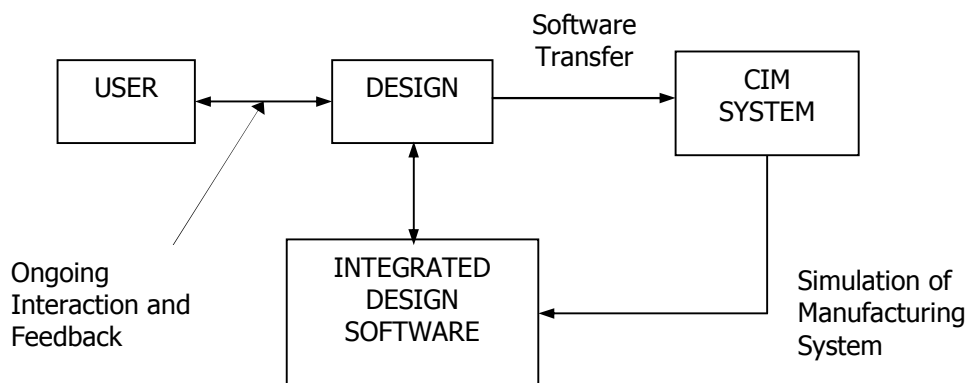 Software
Transfer
USER
DESIGN
CIM
SYSTEM
INTEGRATED
DESIGN
SOFTWARE
Ongoing
Interaction and
Feedback
Simulation of
Manufacturing
System